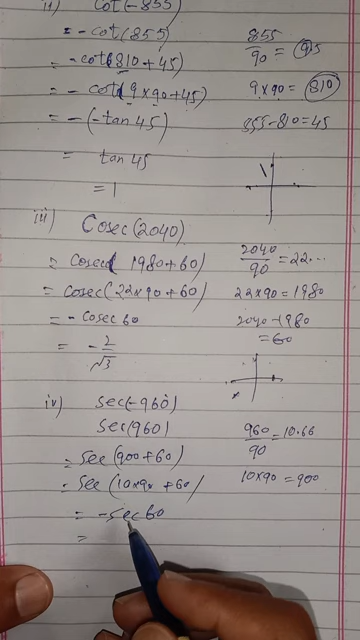 ii) cot(-855)
= -cot(855)
= -cot(810+45)
= -cot(9×90+45)
= -(-tan 45)
= tan 45
= 1
855/90 = 9.5
9×90 = 810
855-810=45
iii) Cosec(2040)
= cosec(1980+60)
= cosec(22×90+60)
= -cosec 60
= -2/√3
2040/90 = 22...
22×90 = 1980
2040-1980
= 60
iv) sec(-960)
sec(960)
= sec(900+60)
= sec(10×90+60)
= -sec 60
=
960/90 = 10.66
10×90 = 900